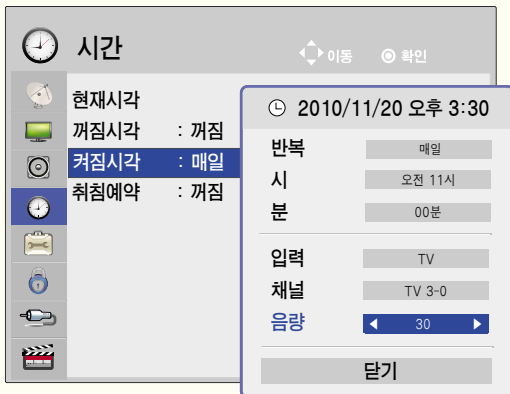 시간
이동 확인
현재시각
꺼짐시각 : 꺼짐
켜짐시각 : 매일
취침예약 : 꺼짐
2010/11/20 오후 3:30
반복 매일
시 오전 11시
분 00분
입력 TV
채널 TV 3-0
음량 30
닫기